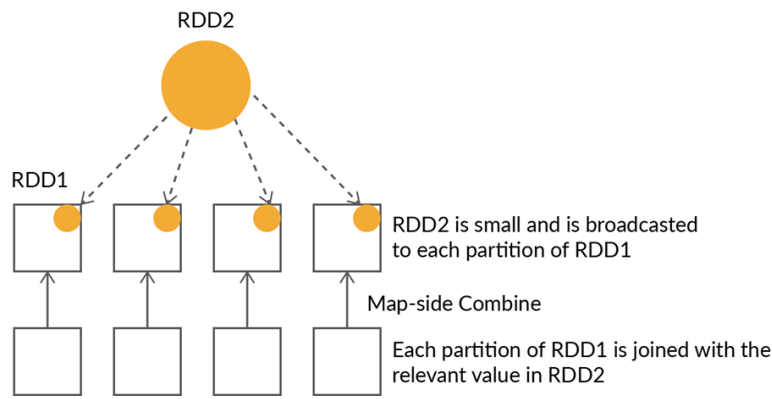 RDD2
RDD1
RDD2 is small and is broadcasted
to each partition of RDD1
Map-side Combine
Each partition of RDD1 is joined with the
relevant value in RDD2